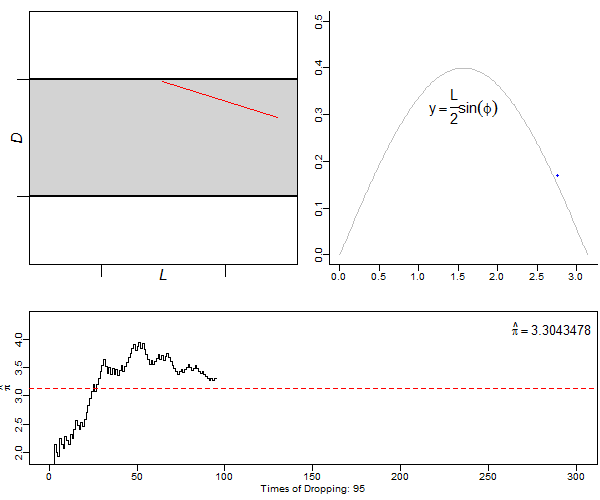 D
L
0.0 0.1 0.2 0.3 0.4 0.5
y = L/2 sin(ϕ)
0.0 0.5 1.0 1.5 2.0 2.5 3.0
π̂ = 3.3043478
π̂
2.0 2.5 3.0 3.5 4.0
0 50 100 150 200 250 300
Times of Dropping: 95